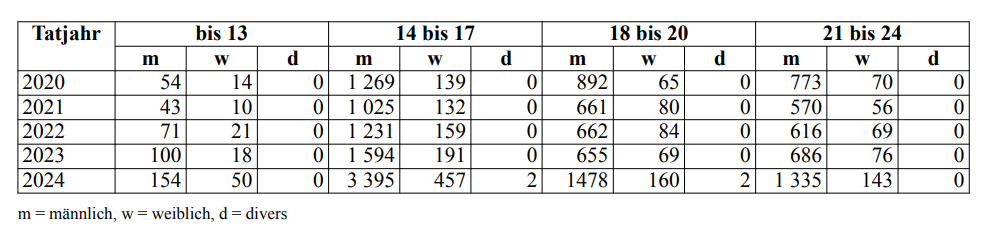 Tatjahr bis 13 14 bis 17 18 bis 20 21 bis 24
m w d m w d m w d m w d
2020 54 14 0 1 269 139 0 892 65 0 773 70 0
2021 43 10 0 1 025 132 0 661 80 0 570 56 0
2022 71 21 0 1 231 159 0 662 84 0 616 69 0
2023 100 18 0 1 594 191 0 655 69 0 686 76 0
2024 154 50 0 3 395 457 2 1478 160 2 1 335 143 0
m = männlich, w = weiblich, d = divers